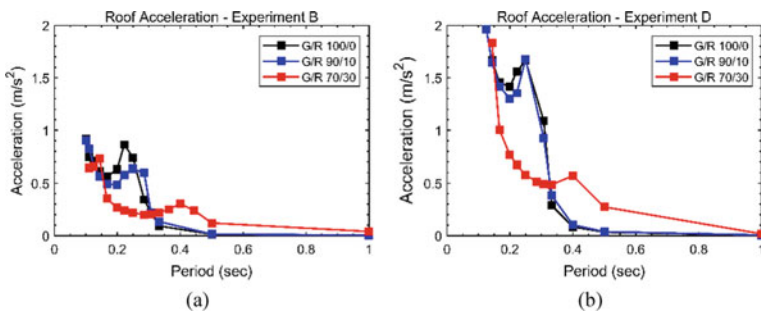 Roof Acceleration - Experiment B
Acceleration (m/s²)
2
1.5
1
0.5
0
G/R 100/0
G/R 90/10
G/R 70/30
0 0.2 0.4 0.6 0.8 1
Period (sec)
(a)
Roof Acceleration - Experiment D
Acceleration (m/s²)
2
1.5
1
0.5
0
G/R 100/0
G/R 90/10
G/R 70/30
0 0.2 0.4 0.6 0.8 1
Period (sec)
(b)